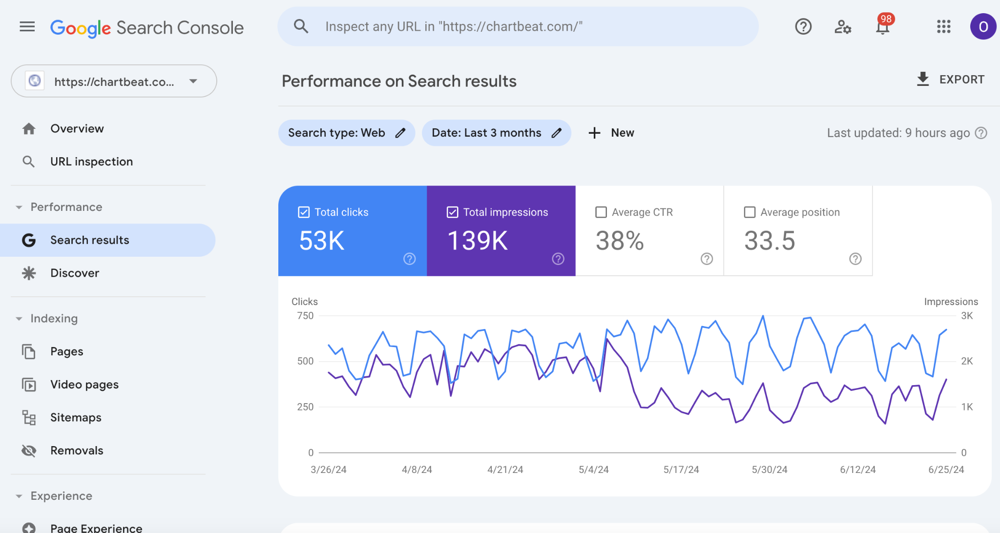 Google Search Console
Inspect any URL in "https://chartbeat.com/"
98
O
https://chartbeat.co...
Overview
URL inspection
Performance
Search results
Discover
Indexing
Pages
Video pages
Sitemaps
Removals
Experience
Page Experience
Performance on Search results
EXPORT
Search type: Web
Date: Last 3 months
New
Last updated: 9 hours ago
Total clicks
53K
Total impressions
139K
Average CTR
38%
Average position
33.5
Clicks
Impressions
750
3K
500
2K
250
1K
0
0
3/26/24 4/8/24 4/21/24 5/4/24 5/17/24 5/30/24 6/12/24 6/25/24